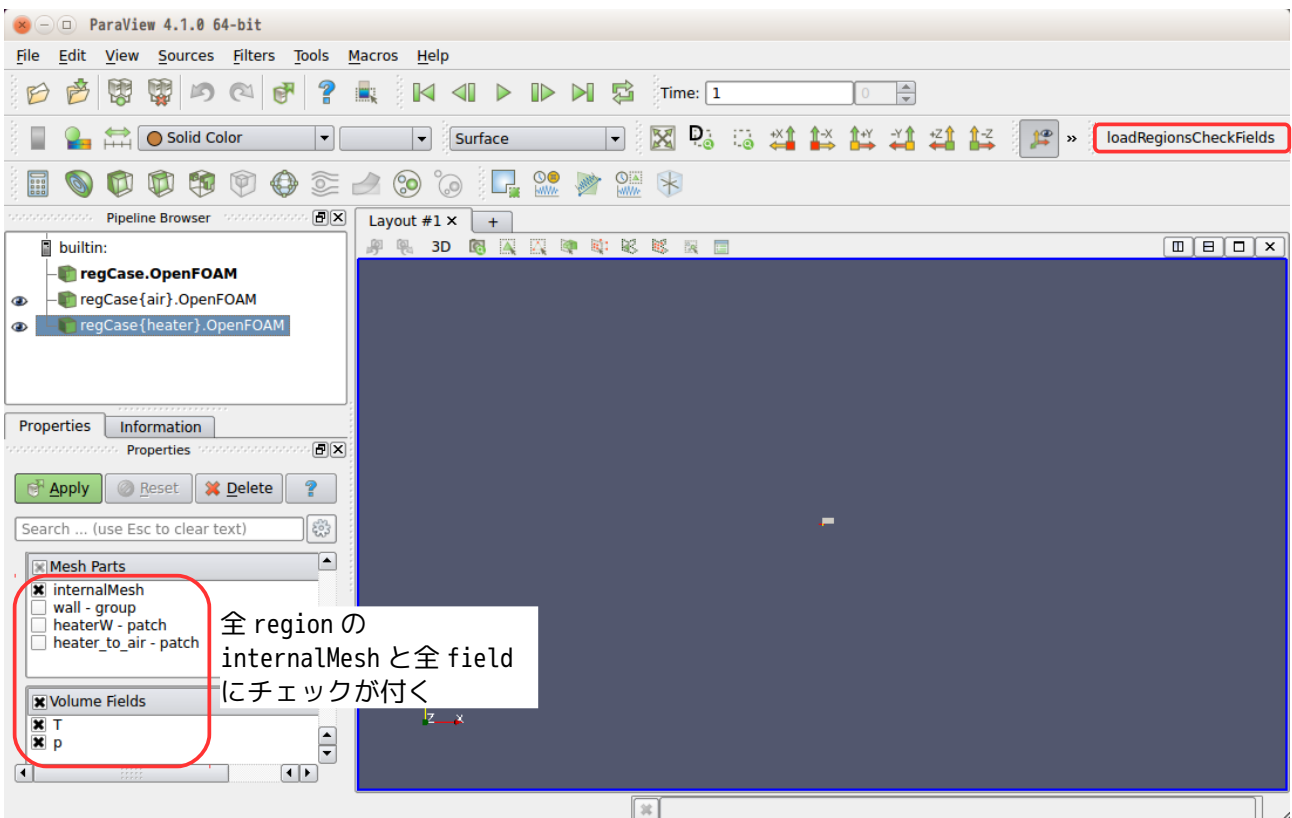 ParaView 4.1.0 64-bit
File Edit View Sources Filters Tools Macros Help
Time: 1 0
Solid Color Surface +X -X +Y -Y +Z -Z » loadRegionsCheckFields
Pipeline Browser
Layout #1 × +
builtin:
3D
regCase.OpenFOAM
regCase{air}.OpenFOAM
regCase{heater}.OpenFOAM
Properties Information
Properties
Apply Reset Delete ?
Search ... (use Esc to clear text)
Mesh Parts
internalMesh
wall - group
heaterW - patch
heater_to_air - patch
全 region の
internalMesh と全 field
にチェックが付く
Volume Fields
T
p
Z X